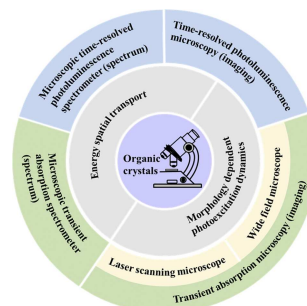 Microscopic time-resolved
photoluminescence
spectrometer (spectrum)
Time-resolved photoluminescence
microscopy (imaging)
Energy spatial transport
Organic
crystals
Morphology dependent
photoexcitation dynamics
Microscopic transient
absorption spectrometer
(spectrum)
Wide field microscope
Laser scanning microscope
Transient absorption microscopy (imaging)